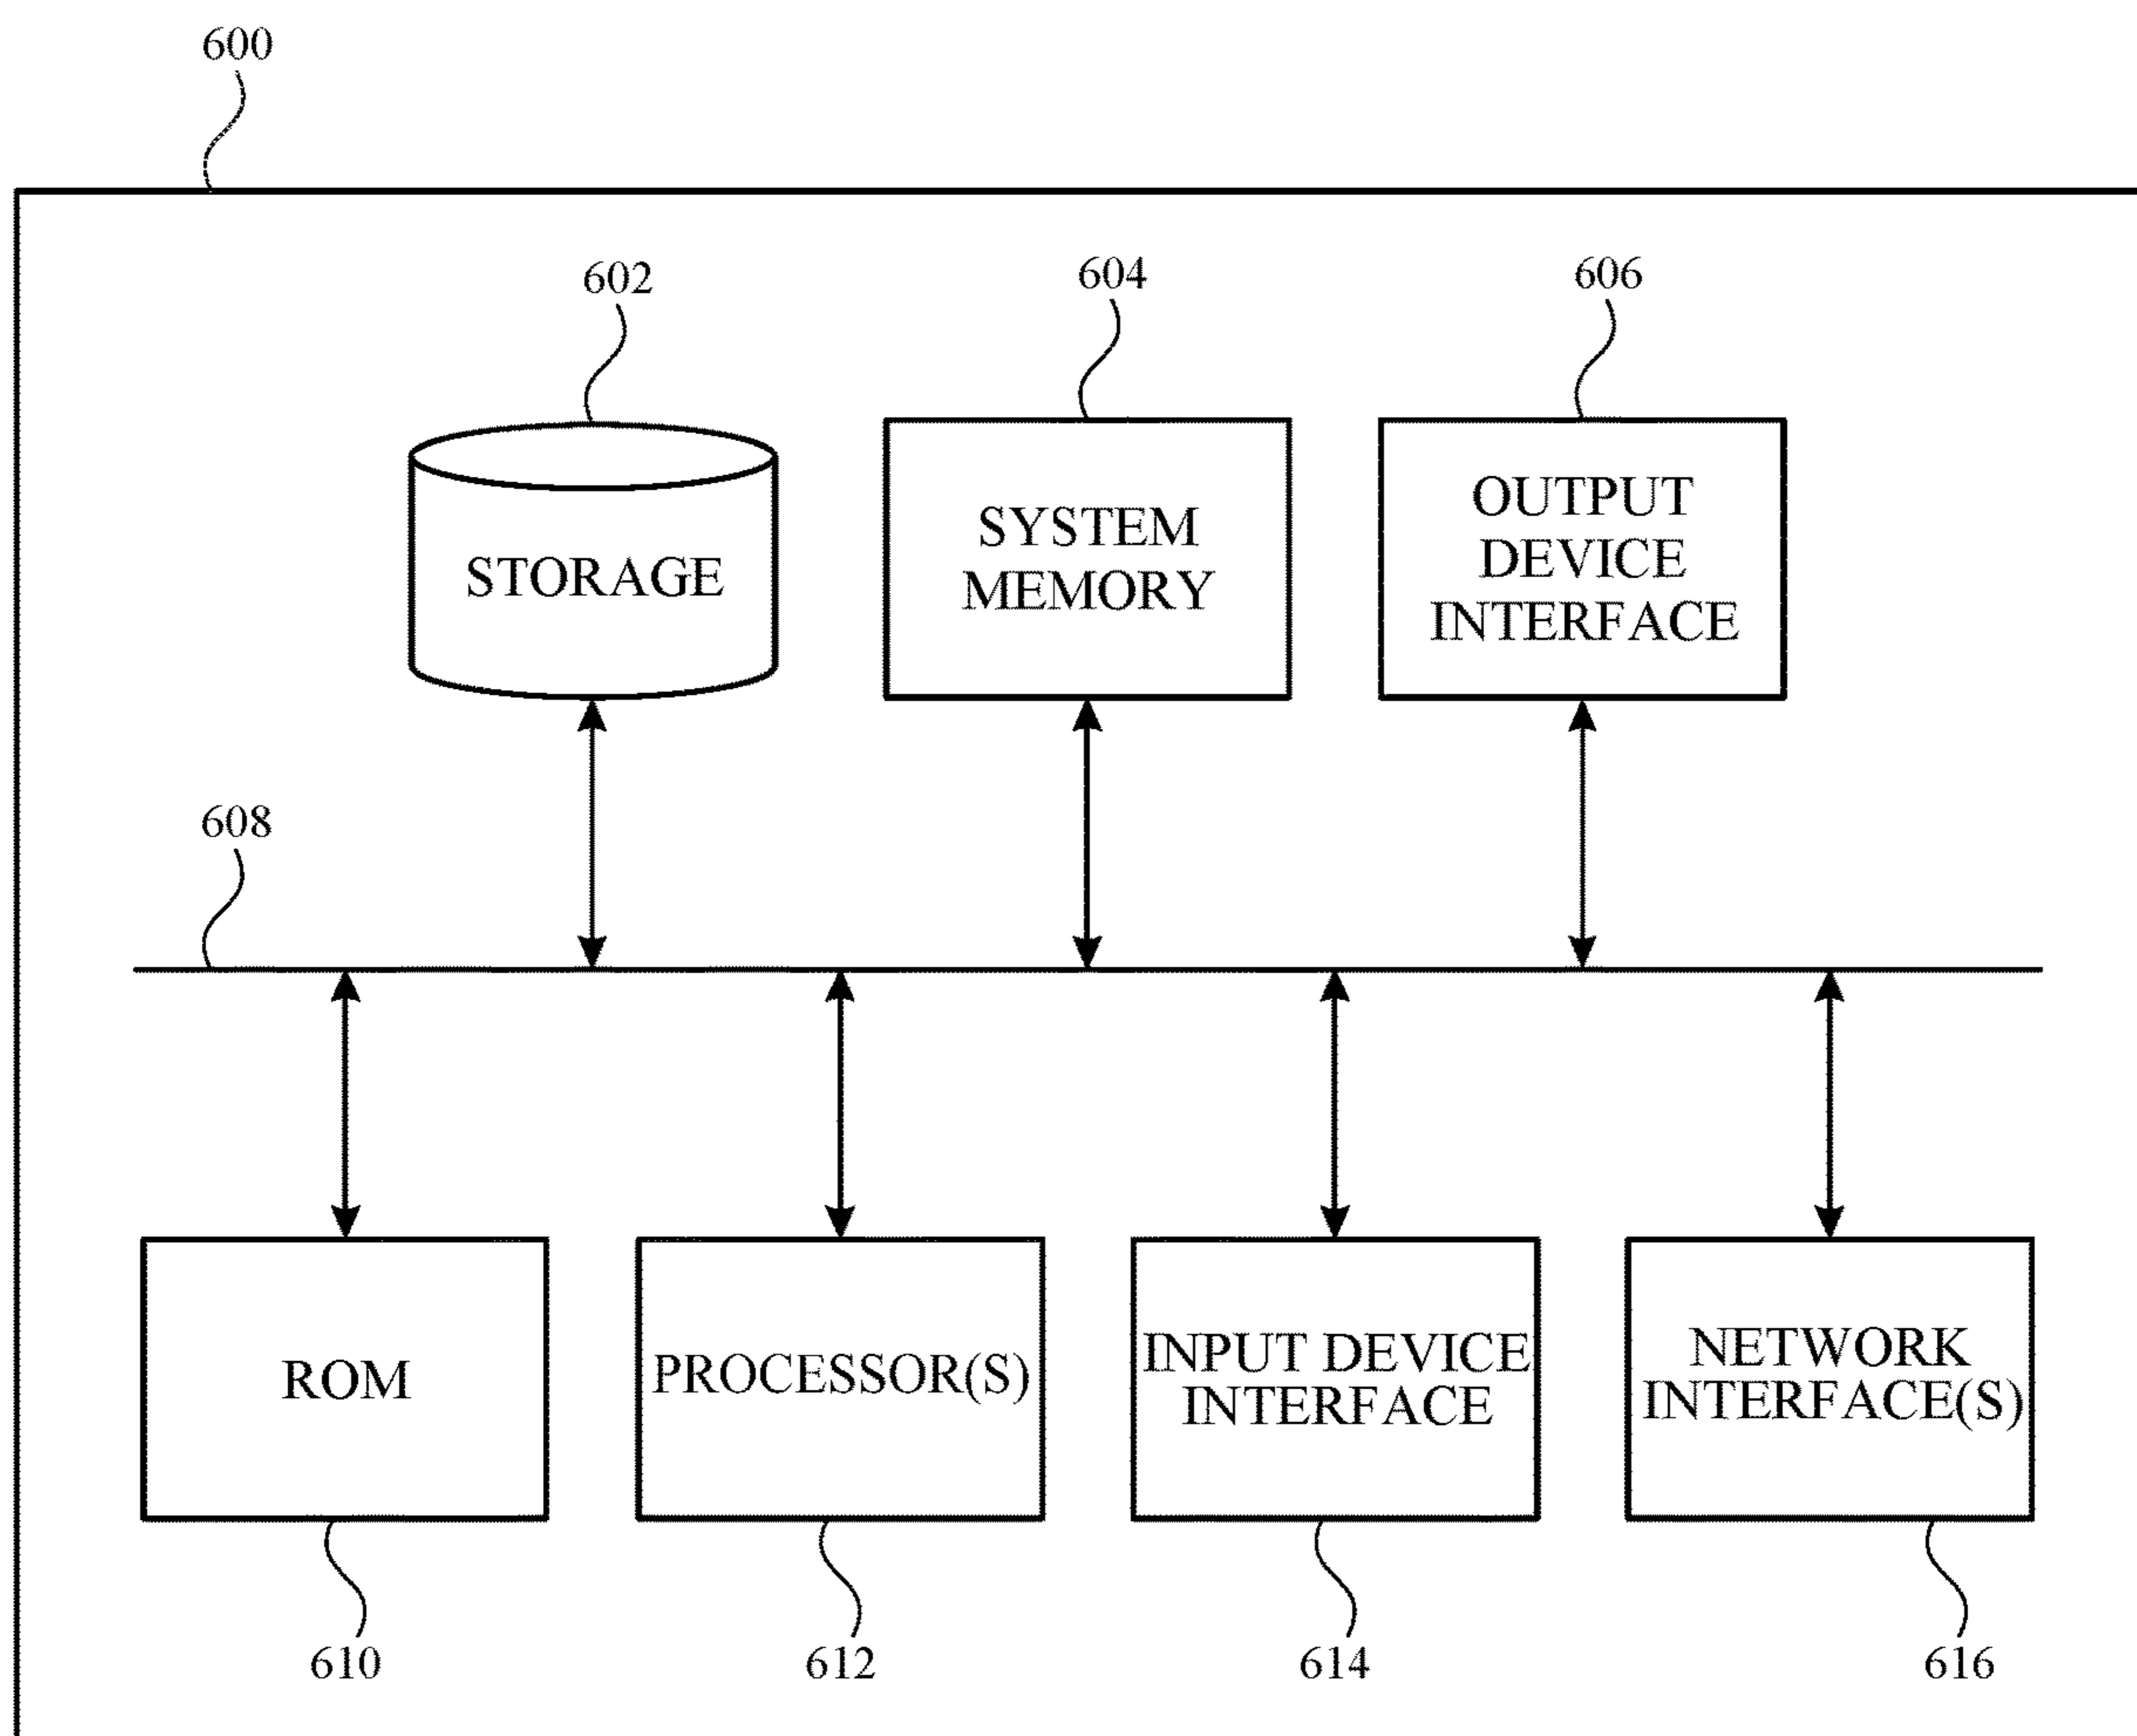 600
602
604
606
STORAGE
SYSTEM
MEMORY
OUTPUT
DEVICE
INTERFACE
608
ROM
PROCESSOR(S)
INPUT DEVICE
INTERFACE
NETWORK
INTERFACE(S)
610
612
614
616